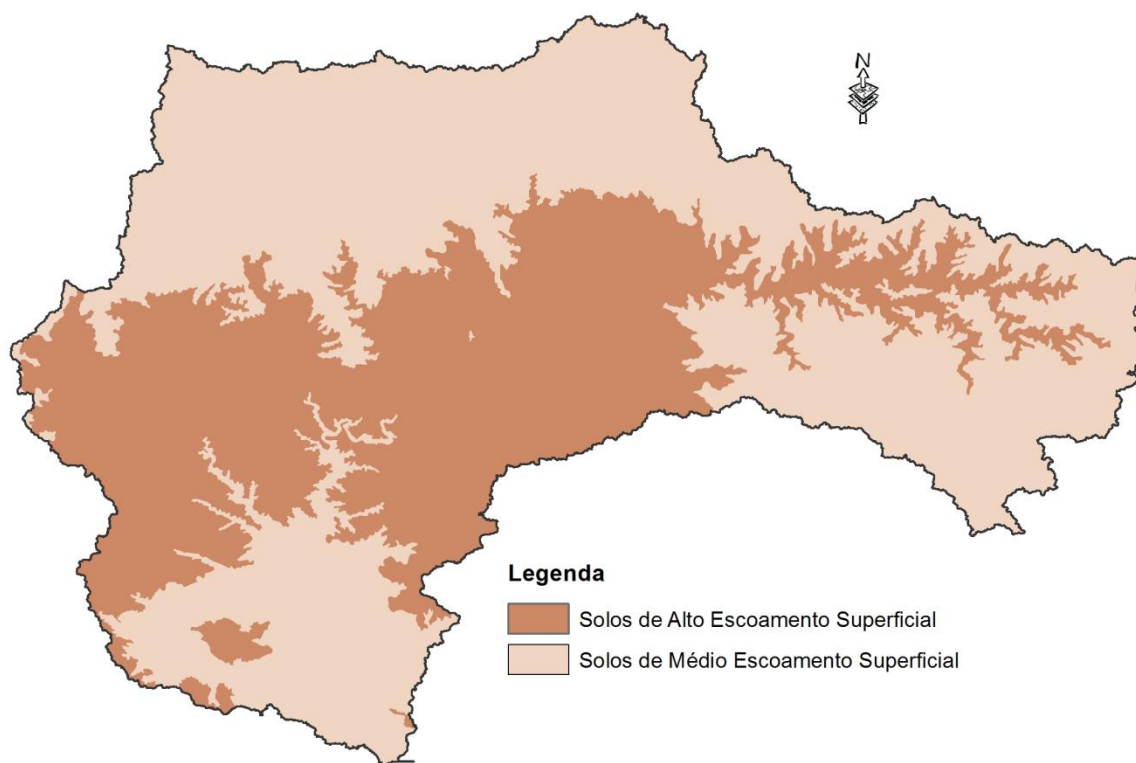 N
Legenda
Solos de Alto Escoamento Superficial
Solos de Médio Escoamento Superficial